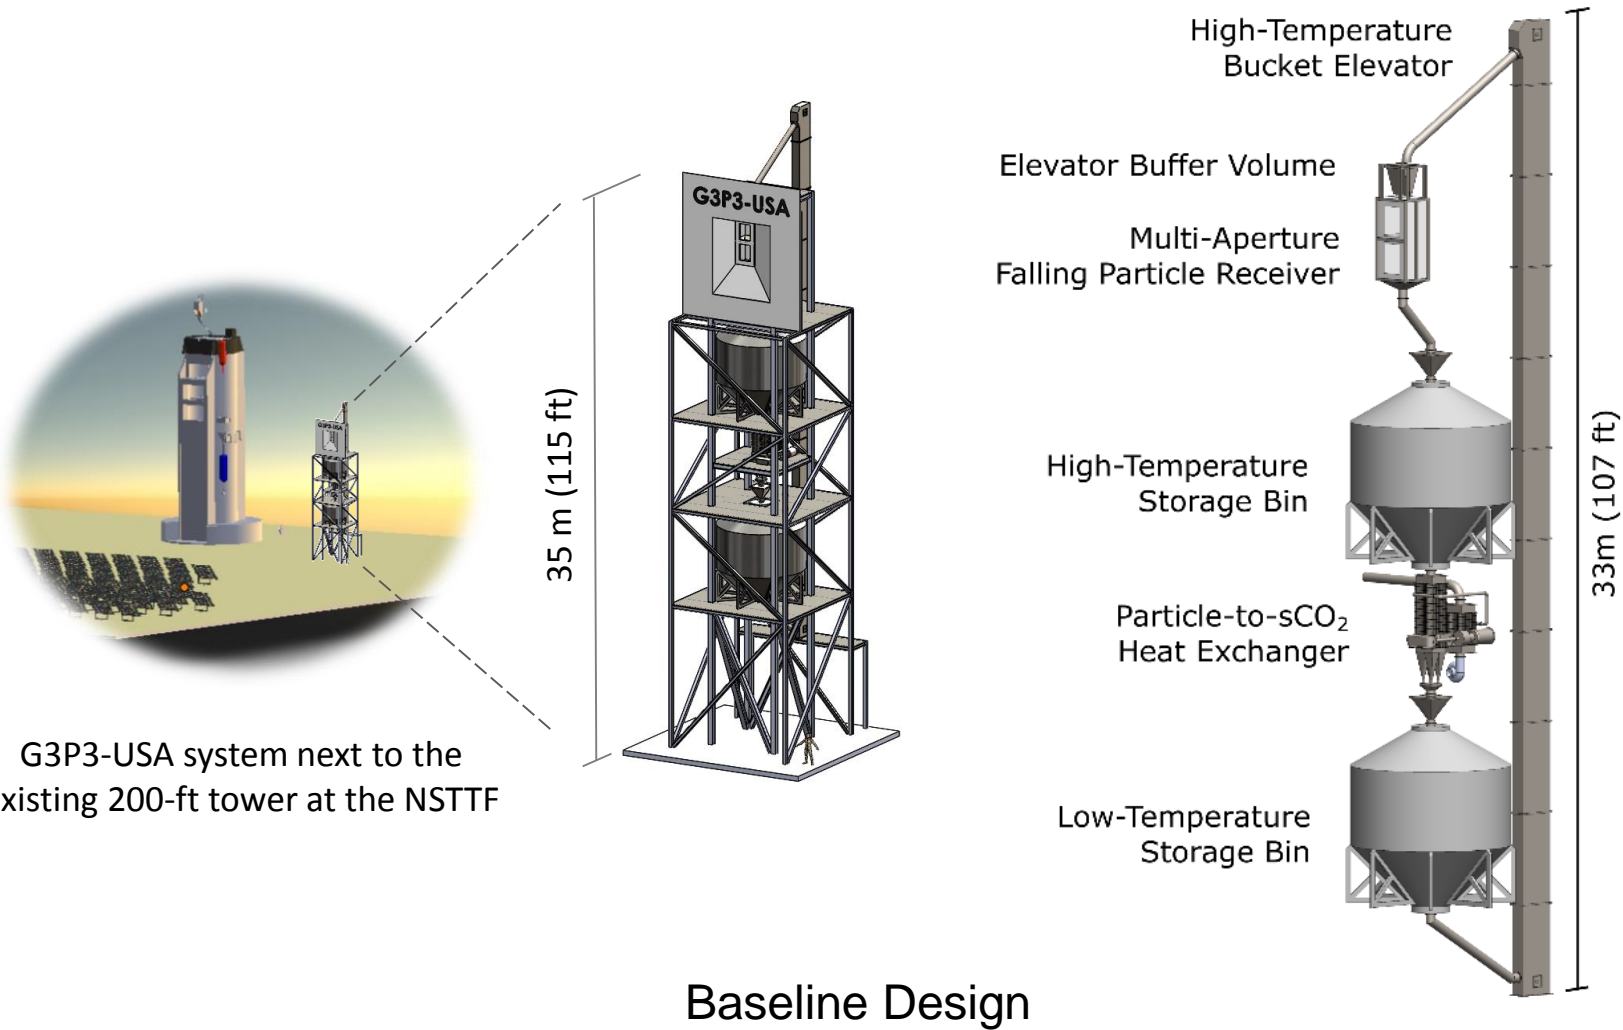 High-Temperature
Bucket Elevator
Elevator Buffer Volume
Multi-Aperture
Falling Particle Receiver
High-Temperature
Storage Bin
Particle-to-sCO₂
Heat Exchanger
Low-Temperature
Storage Bin
33m (107 ft)
G3P3-USA
35 m (115 ft)
G3P3-USA
G3P3-USA system next to the
xisting 200-ft tower at the NSTTF
Baseline Design